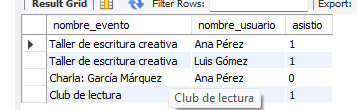 Result Grid Filter Rows: Export:
nombre_evento nombre_usuario asistio
Taller de escritura creativa Ana Pérez 1
Taller de escritura creativa Luis Gómez 1
Charla: García Márquez Ana Pérez 0
Club de lectura 1
Club de lectura